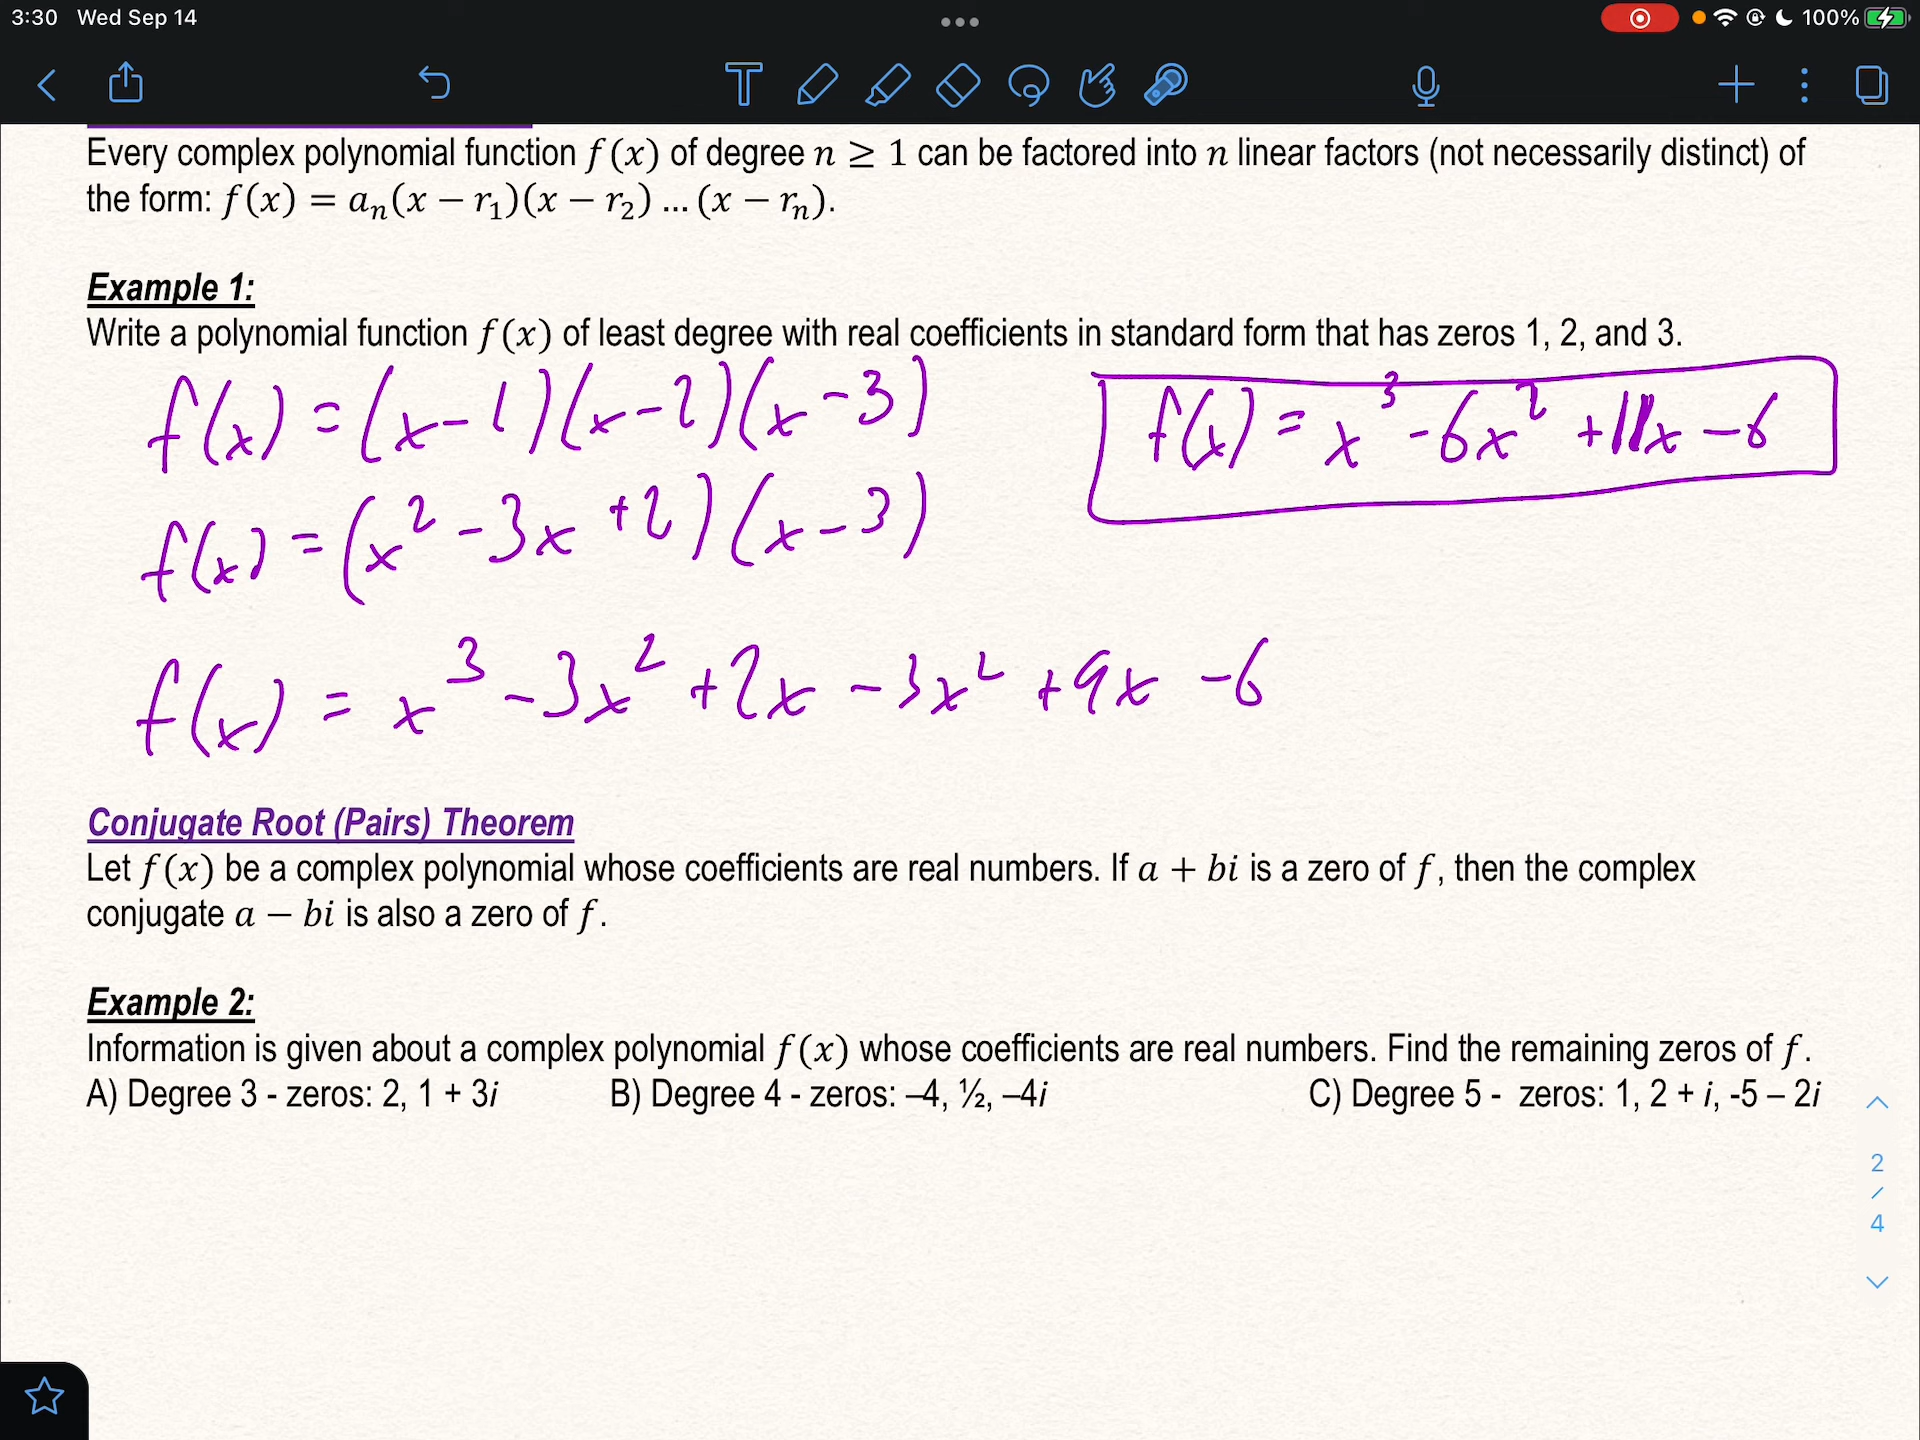 3:30 Wed Sep 14
100%
Every complex polynomial function f(x) of degree n ≥ 1 can be factored into n linear factors (not necessarily distinct) of
the form: f(x) = aₙ(x − r₁)(x − r₂) … (x − rₙ).
Example 1:
Write a polynomial function f(x) of least degree with real coefficients in standard form that has zeros 1, 2, and 3.
f(x) = (x-1)(x-2)(x-3)
f(x) = x³ -6x² +11x -6
f(x) = (x² -3x +2)(x-3)
f(x) = x³ -3x² +2x -3x² +9x -6
Conjugate Root (Pairs) Theorem
Let f(x) be a complex polynomial whose coefficients are real numbers. If a + bi is a zero of f, then the complex
conjugate a − bi is also a zero of f.
Example 2:
Information is given about a complex polynomial f(x) whose coefficients are real numbers. Find the remaining zeros of f.
A) Degree 3 - zeros: 2, 1 + 3i B) Degree 4 - zeros: –4, ½, –4i C) Degree 5 - zeros: 1, 2 + i, -5 – 2i
2
/
4